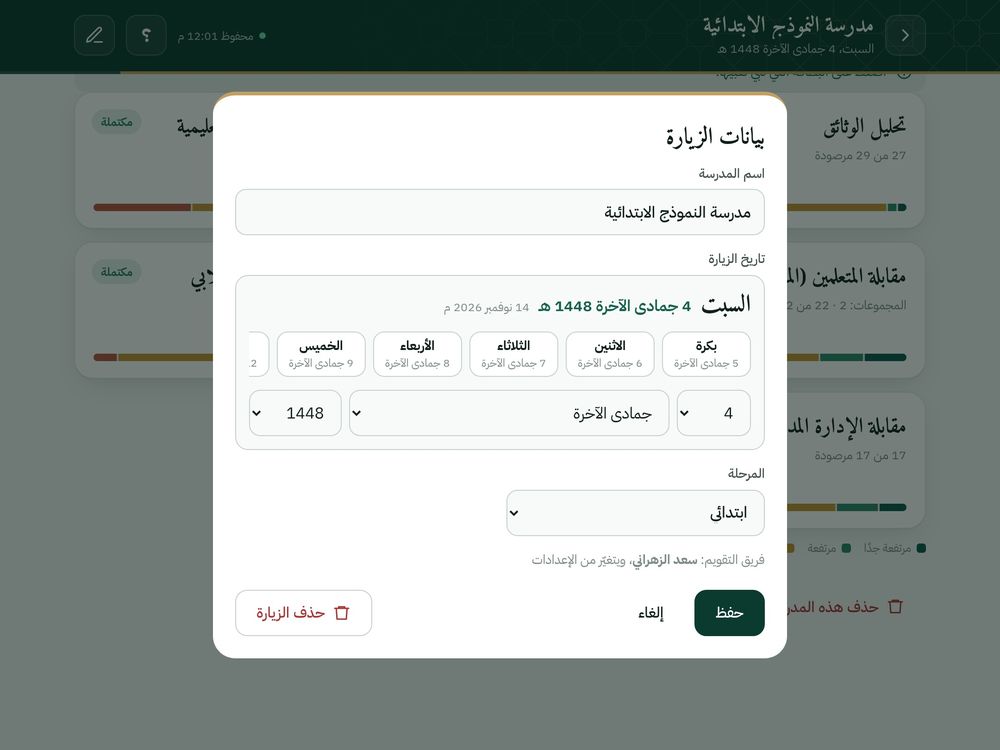 مدرسة النموذج الابتدائية
السبت، 4 جمادى الآخرة 1448 هـ
محفوظ 12:01 م
؟
تحليل الوثائق
27 من 29 مرصودة
مكتملة
مقابلة المتعلمين
المجموعات: 2 · 22 من
مكتملة
مقابلة الإدارة
17 من 17 مرصودة
مرتفعة جدًا
مرتفعة
حذف هذه
بيانات الزيارة
اسم المدرسة
مدرسة النموذج الابتدائية
تاريخ الزيارة
السبت 4 جمادى الآخرة 1448 هـ 14 نوفمبر 2026 م
بكرة
5 جمادى الآخرة
الاثنين
6 جمادى الآخرة
الثلاثاء
7 جمادى الآخرة
الأربعاء
8 جمادى الآخرة
الخميس
9 جمادى الآخرة
4
جمادى الآخرة
1448
المرحلة
ابتدائي
فريق التقويم: سعد الزهراني، ويتغيّر من الإعدادات
حفظ
إلغاء
حذف الزيارة